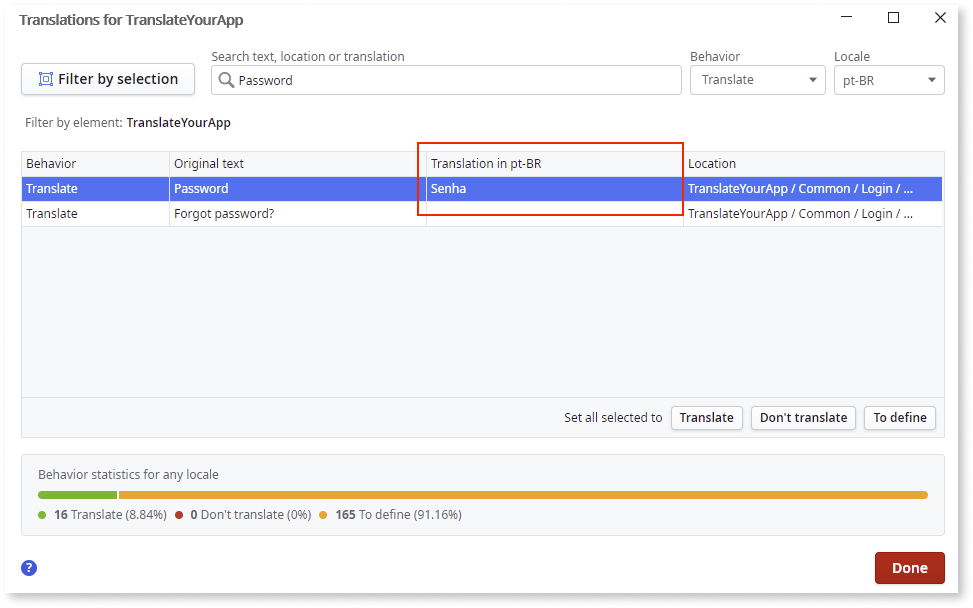 Translations for TranslateYourApp
Search text, location or translation
Behavior
Locale
Filter by selection
Password
Translate
pt-BR
Filter by element: TranslateYourApp
Behavior Original text Translation in pt-BR Location
Translate Password Senha TranslateYourApp / Common / Login / ...
Translate Forgot password? TranslateYourApp / Common / Login / ...
Set all selected to Translate Don't translate To define
Behavior statistics for any locale
16 Translate (8.84%) 0 Don't translate (0%) 165 To define (91.16%)
?
Done